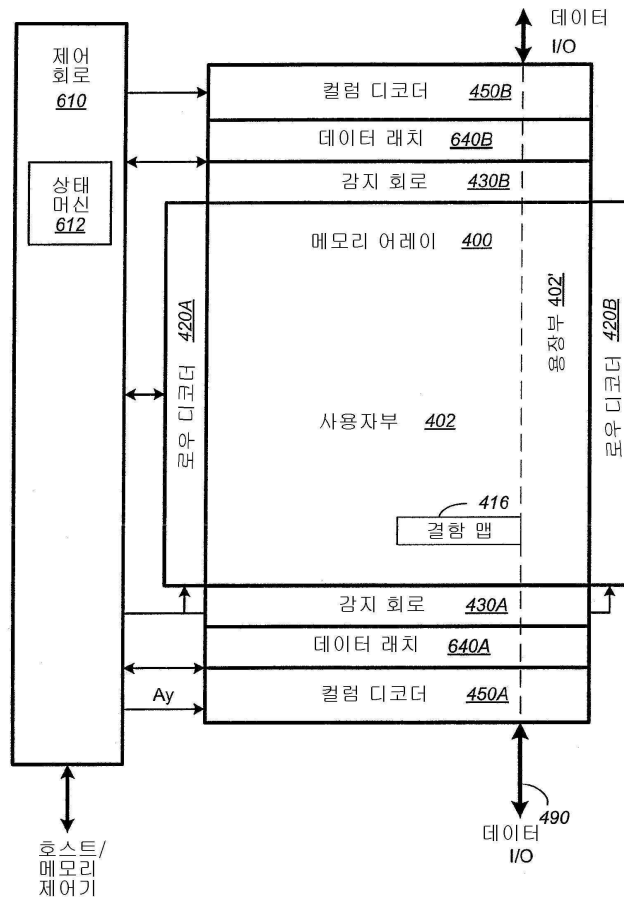 데이터
I/O
제어
회로
610
컬럼 디코더 450B
데이터 래치 640B
감지 회로 430B
상태
머신
612
메모리 어레이 400
로우 디코더 420A
용장부 402'
로우 디코더 420B
사용자부 402
416
결함 맵
감지 회로 430A
데이터 래치 640A
Ay
컬럼 디코더 450A
490
데이터
I/O
호스트/
메모리
제어기